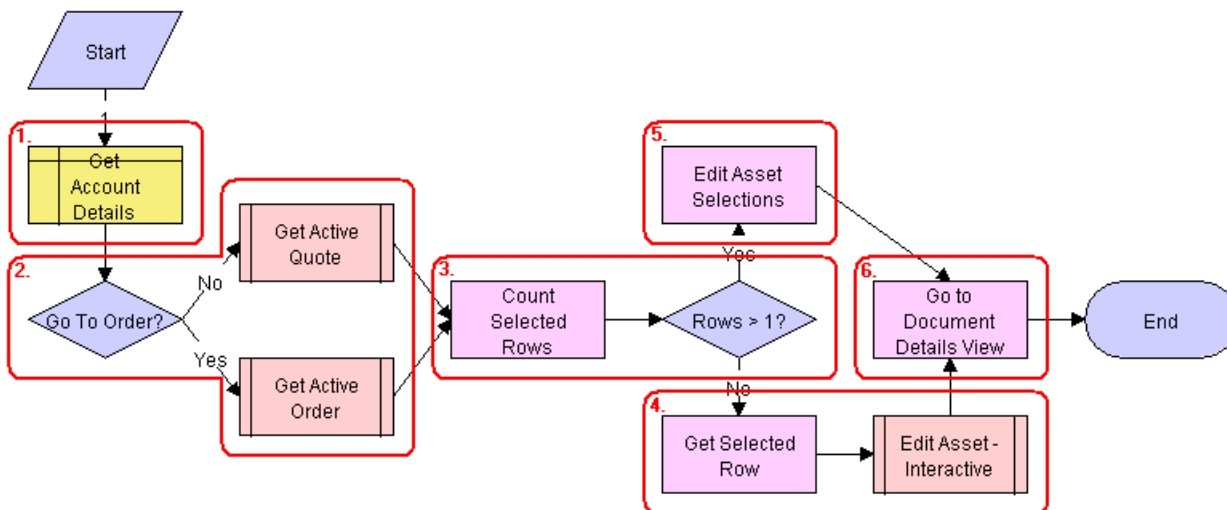 Start
1
1.
Get
Account
Details
2.
Go To Order?
No
Yes
Get Active
Quote
Get Active
Order
3.
Count
Selected
Rows
Rows > 1?
Yes
No
5.
Edit Asset
Selections
4.
Get Selected
Row
Edit Asset -
Interactive
6.
Go to
Document
Details View
End